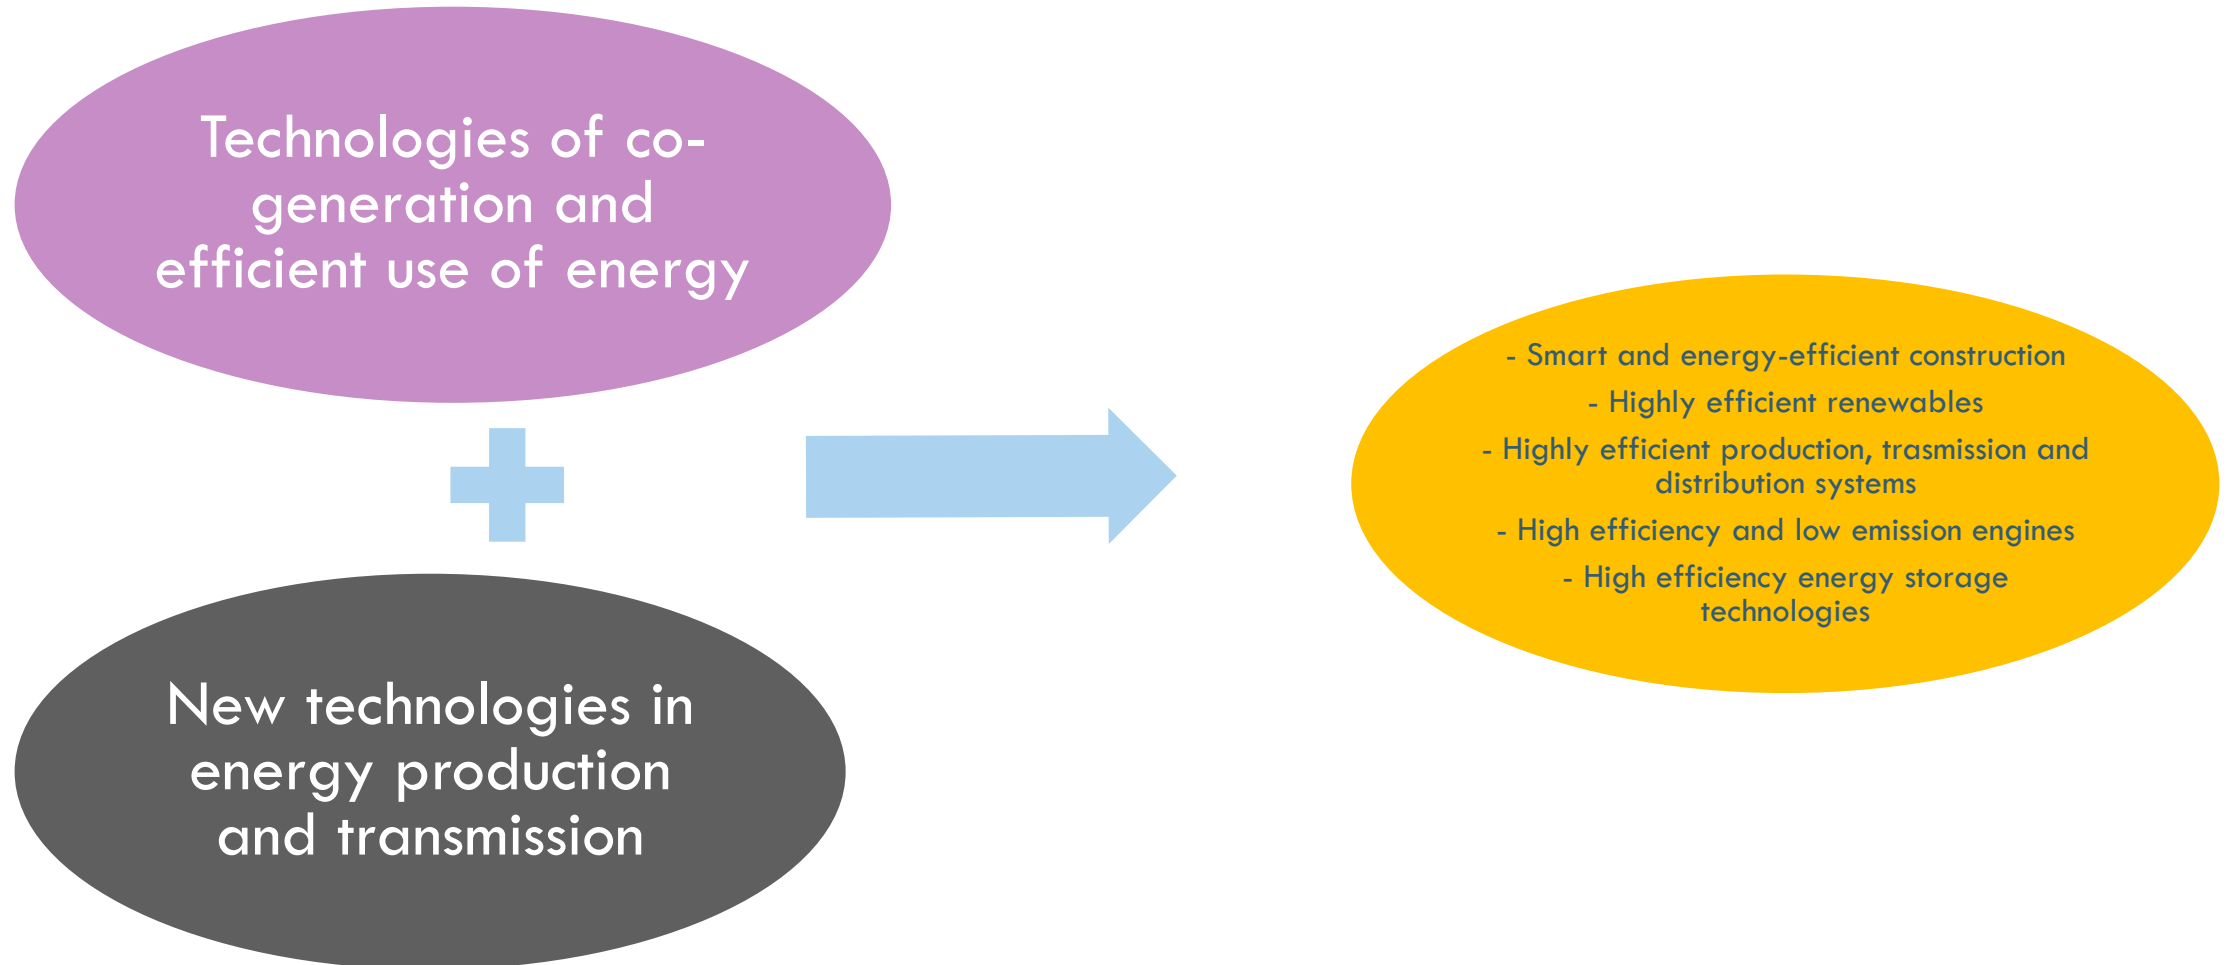 Technologies of co-
generation and
efficient use of energy
New technologies in
energy production
and transmission
- Smart and energy-efficient construction
- Highly efficient renewables
- Highly efficient production, trasmission and
distribution systems
- High efficiency and low emission engines
- High efficiency energy storage
technologies